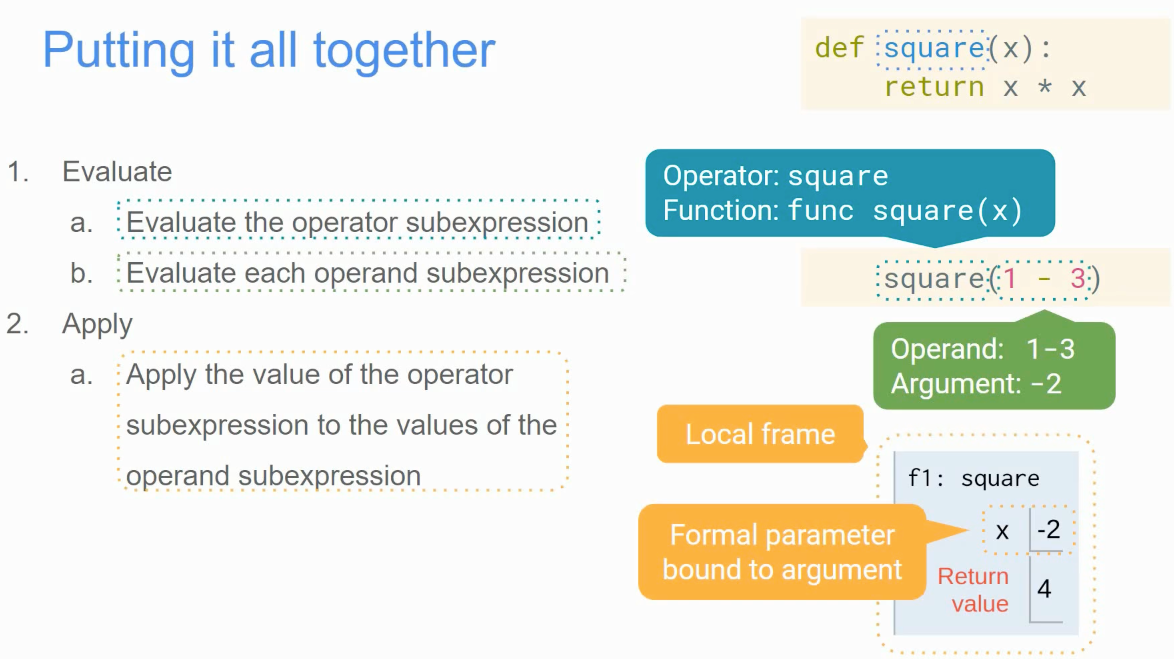 Putting it all together
def square(x):
return x * x
1. Evaluate
a. Evaluate the operator subexpression
b. Evaluate each operand subexpression
2. Apply
a. Apply the value of the operator
subexpression to the values of the
operand subexpression
Operator: square
Function: func square(x)
square(1 - 3)
Operand: 1-3
Argument: -2
Local frame
f1: square
Formal parameter
bound to argument
x -2
Return
value
4